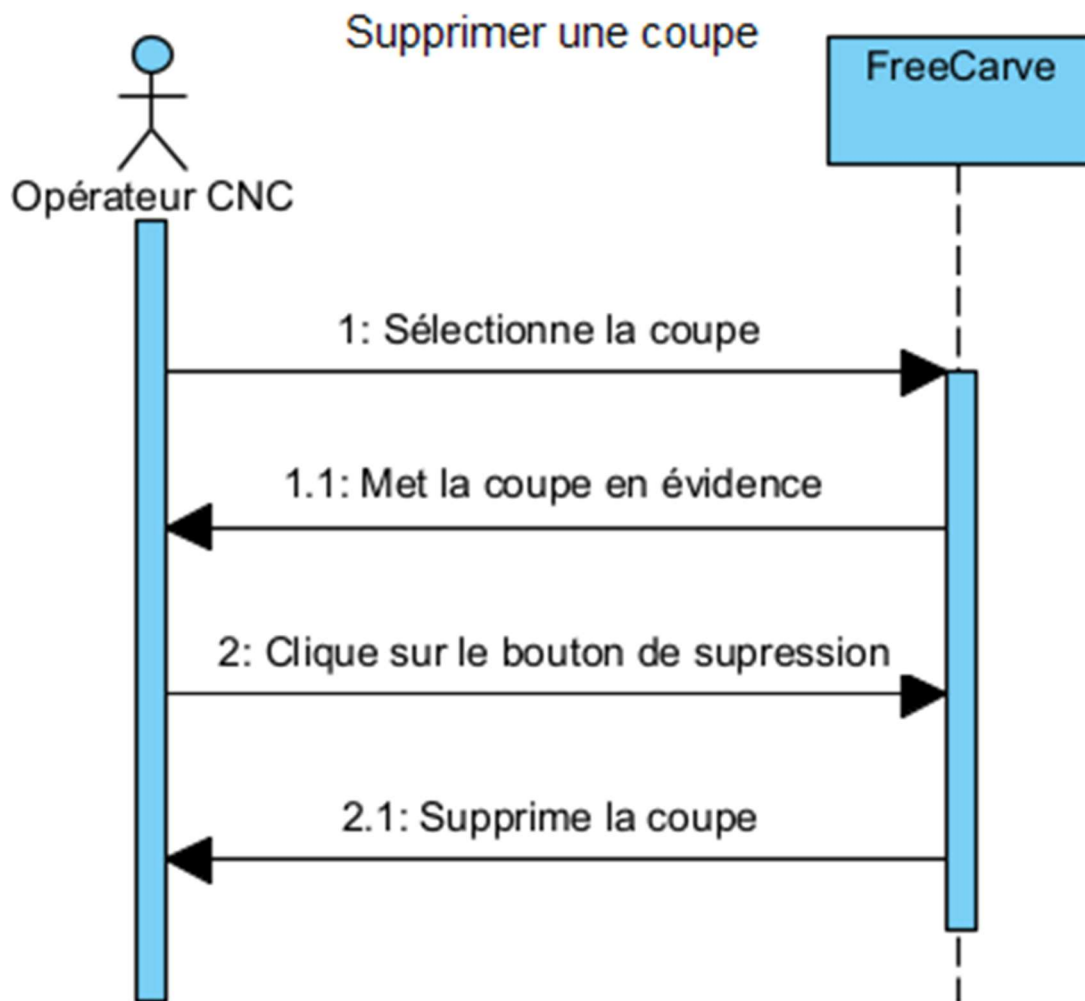 Supprimer une coupe
FreeCarve
Opérateur CNC
1: Sélectionne la coupe
1.1: Met la coupe en évidence
2: Clique sur le bouton de supression
2.1: Supprime la coupe